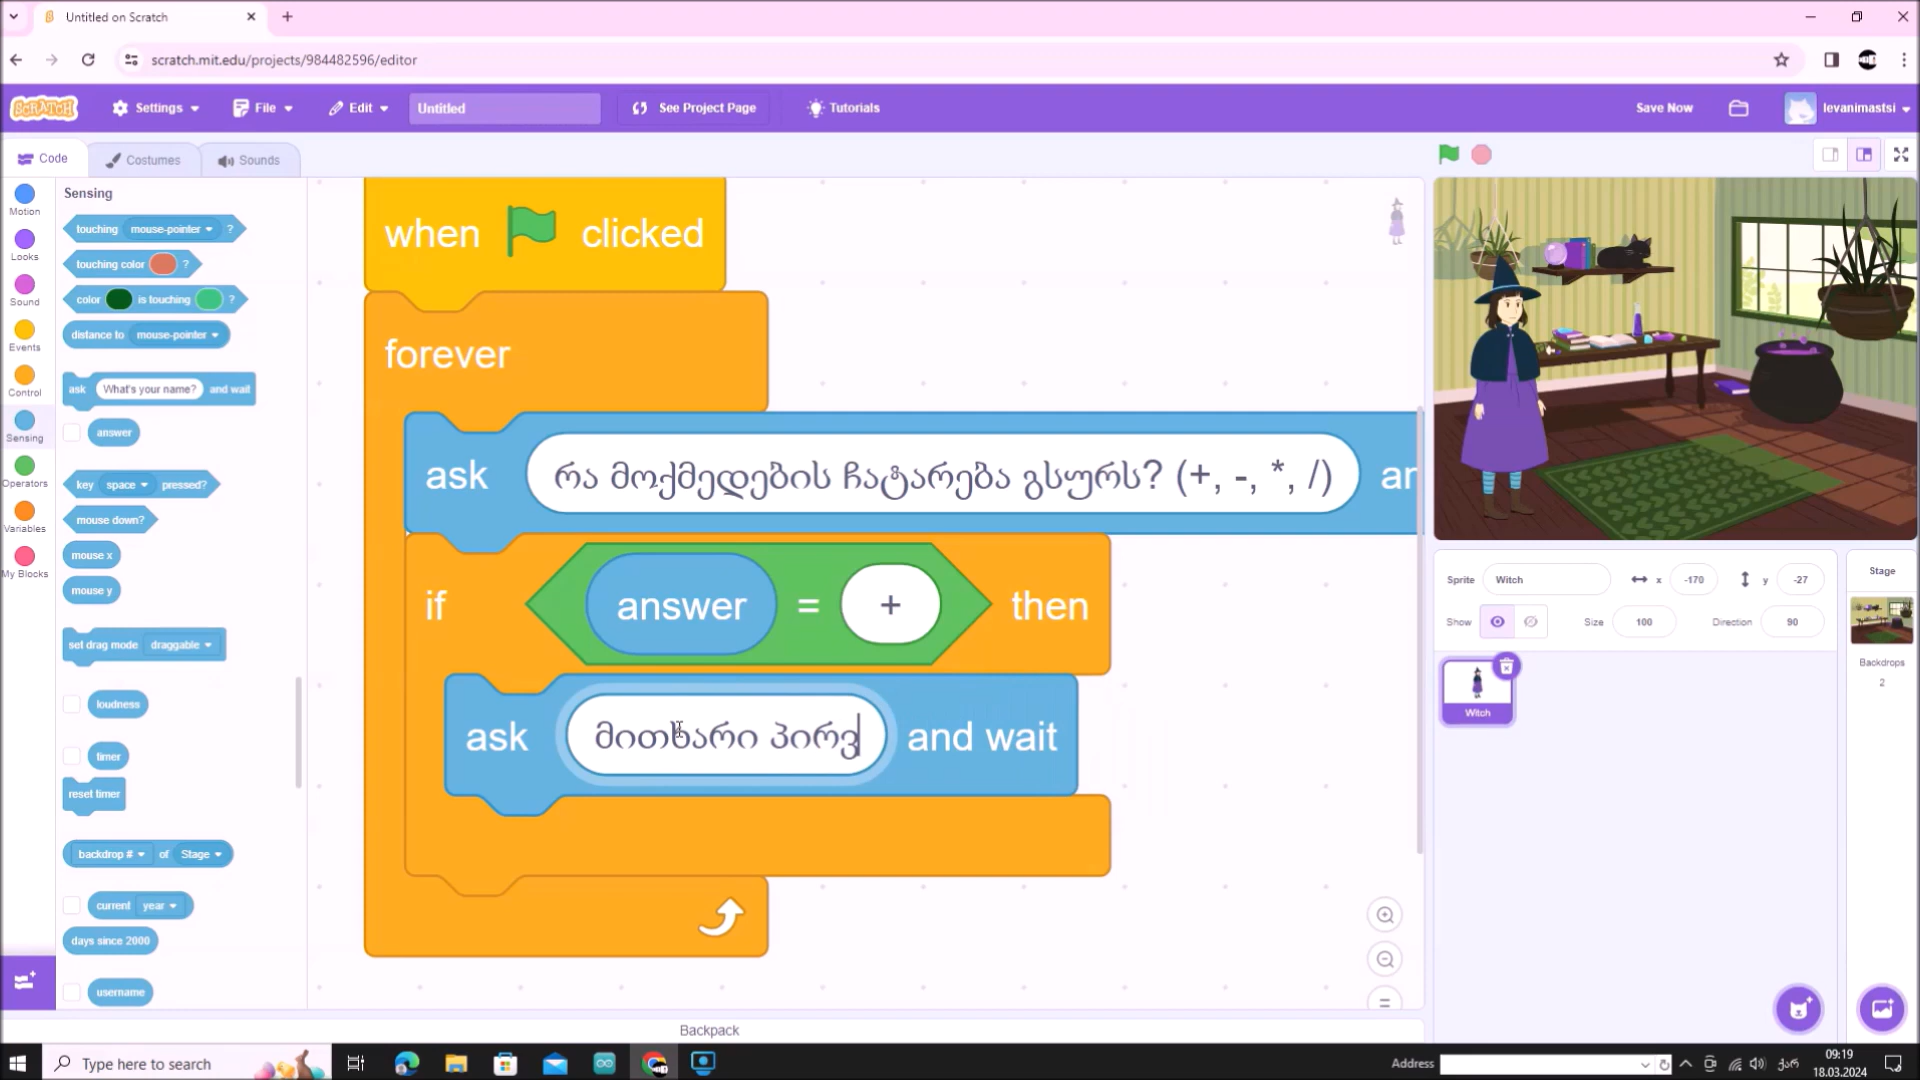 Untitled on Scratch
scratch.mit.edu/projects/984482596/editor
SCRATCH
Settings
File
Edit
Untitled
See Project Page
Tutorials
Save Now
levanimastsi
Code
Costumes
Sounds
Motion
Looks
Sound
Events
Control
Sensing
Operators
Variables
My Blocks
Sensing
touching mouse-pointer ?
touching color ?
color is touching ?
distance to mouse-pointer
ask What's your name? and wait
answer
key space pressed?
mouse down?
mouse x
mouse y
set drag mode draggable
loudness
timer
reset timer
backdrop # of Stage
current year
days since 2000
username
when clicked
forever
ask რა მოქმედების ჩატარება გსურს? (+, -, *, /) an
if answer = + then
ask მითხარი პირვ and wait
Backpack
Sprite Witch x -170 y -27
Show Size 100 Direction 90
Witch
Stage
Backdrops
2
Type here to search
Address
ქარ
09:19
18.03.2024